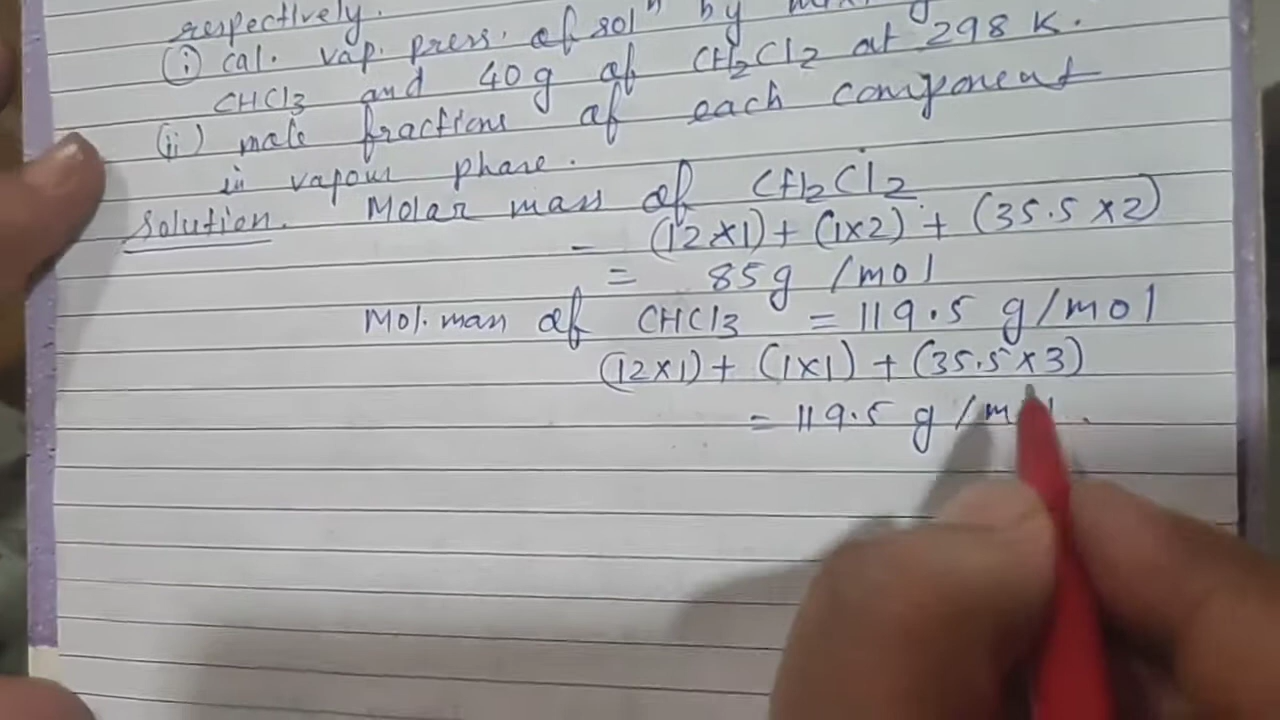 respectively.
(i) cal. vap. press. of solⁿ by
CHCl3 and 40g of CH2Cl2 at 298 K.
(ii) mole fractions of each component
in vapour phase.
Solution. Molar mass of CH2Cl2
= (12×1) + (1×2) + (35.5×2)
= 85g /mol
Mol. mass of CHCl3 = 119.5 g/mol
(12×1) + (1×1) + (35.5×3)
= 119.5 g/mol.